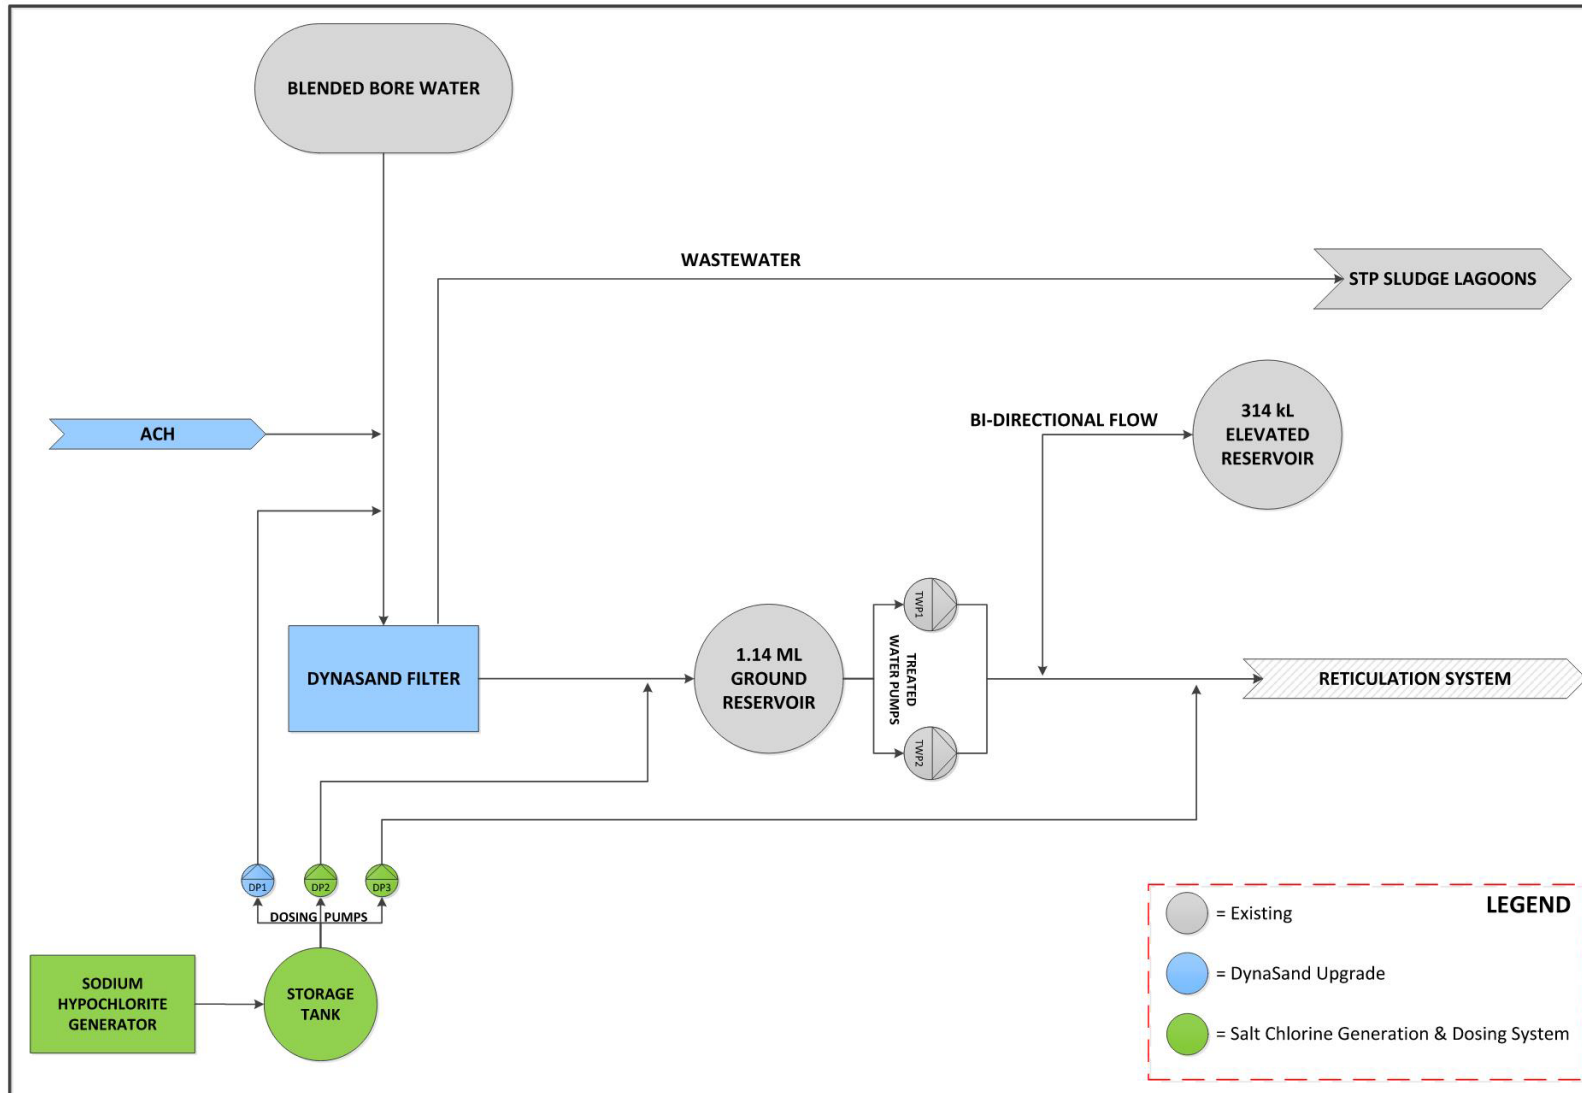 BLENDED BORE WATER
WASTEWATER
STP SLUDGE LAGOONS
ACH
BI-DIRECTIONAL FLOW
314 kL
ELEVATED
RESERVOIR
DYNASAND FILTER
1.14 ML
GROUND
RESERVOIR
TWP1
TREATED
WATER PUMPS
TWP2
RETICULATION SYSTEM
DP1
DP2
DP3
DOSING PUMPS
SODIUM
HYPOCHLORITE
GENERATOR
STORAGE
TANK
LEGEND
= Existing
= DynaSand Upgrade
= Salt Chlorine Generation & Dosing System